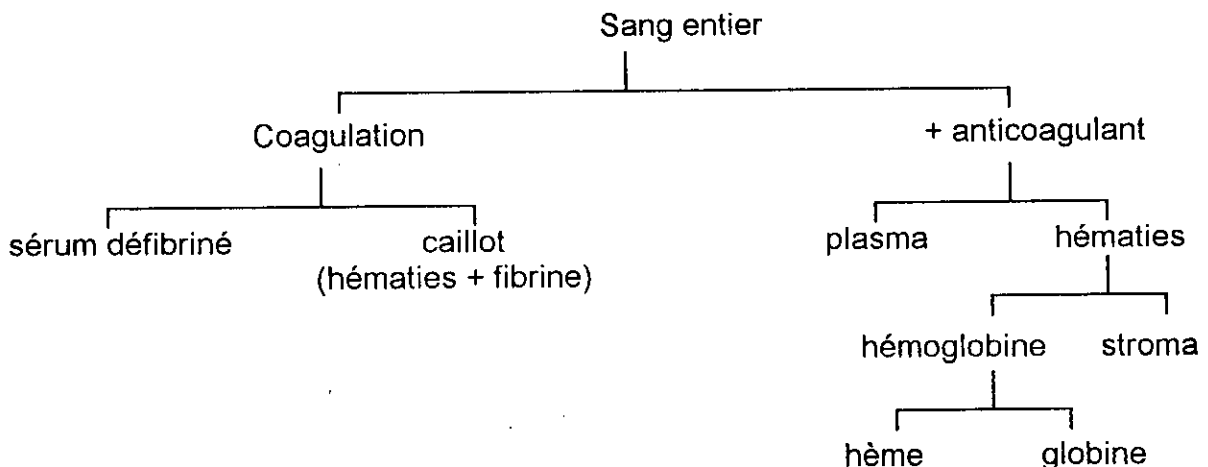 Sang entier
Coagulation
+ anticoagulant
sérum défibriné
caillot
(hématies + fibrine)
plasma
hématies
hémoglobine
stroma
hème
globine